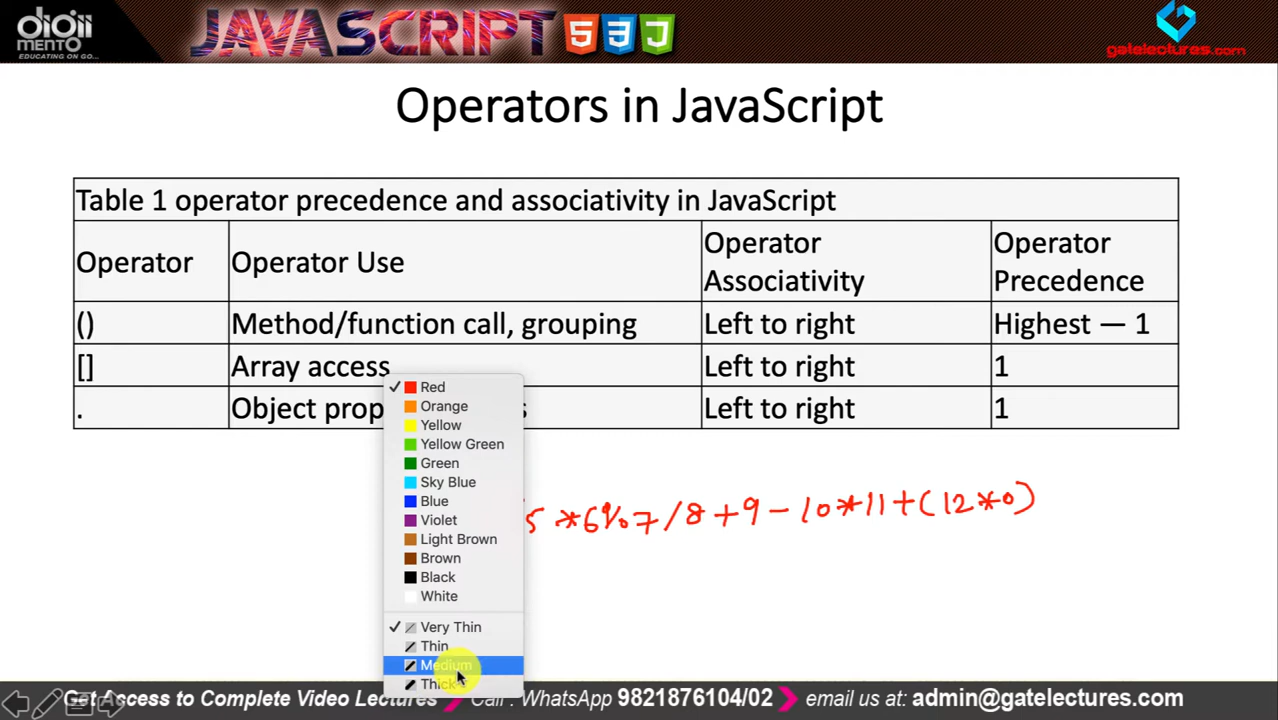 DIGII
MENTO
EDUCATING ON GO...
JAVASCRIPT 5 3 J
gatelectures.com
Operators in JavaScript
Table 1 operator precedence and associativity in JavaScript
Operator Operator Use Operator Associativity Operator Precedence
() Method/function call, grouping Left to right Highest — 1
[] Array access Left to right 1
. Object prop s Left to right 1
Red
Orange
Yellow
Yellow Green
Green
Sky Blue
Blue
Violet
Light Brown
Brown
Black
White
Very Thin
Thin
Medium
Thick
5 *6%7/8+9-10*11+(12*0)
Get Access to Complete Video Lectures Call : WhatsApp 9821876104/02 email us at: admin@gatelectures.com